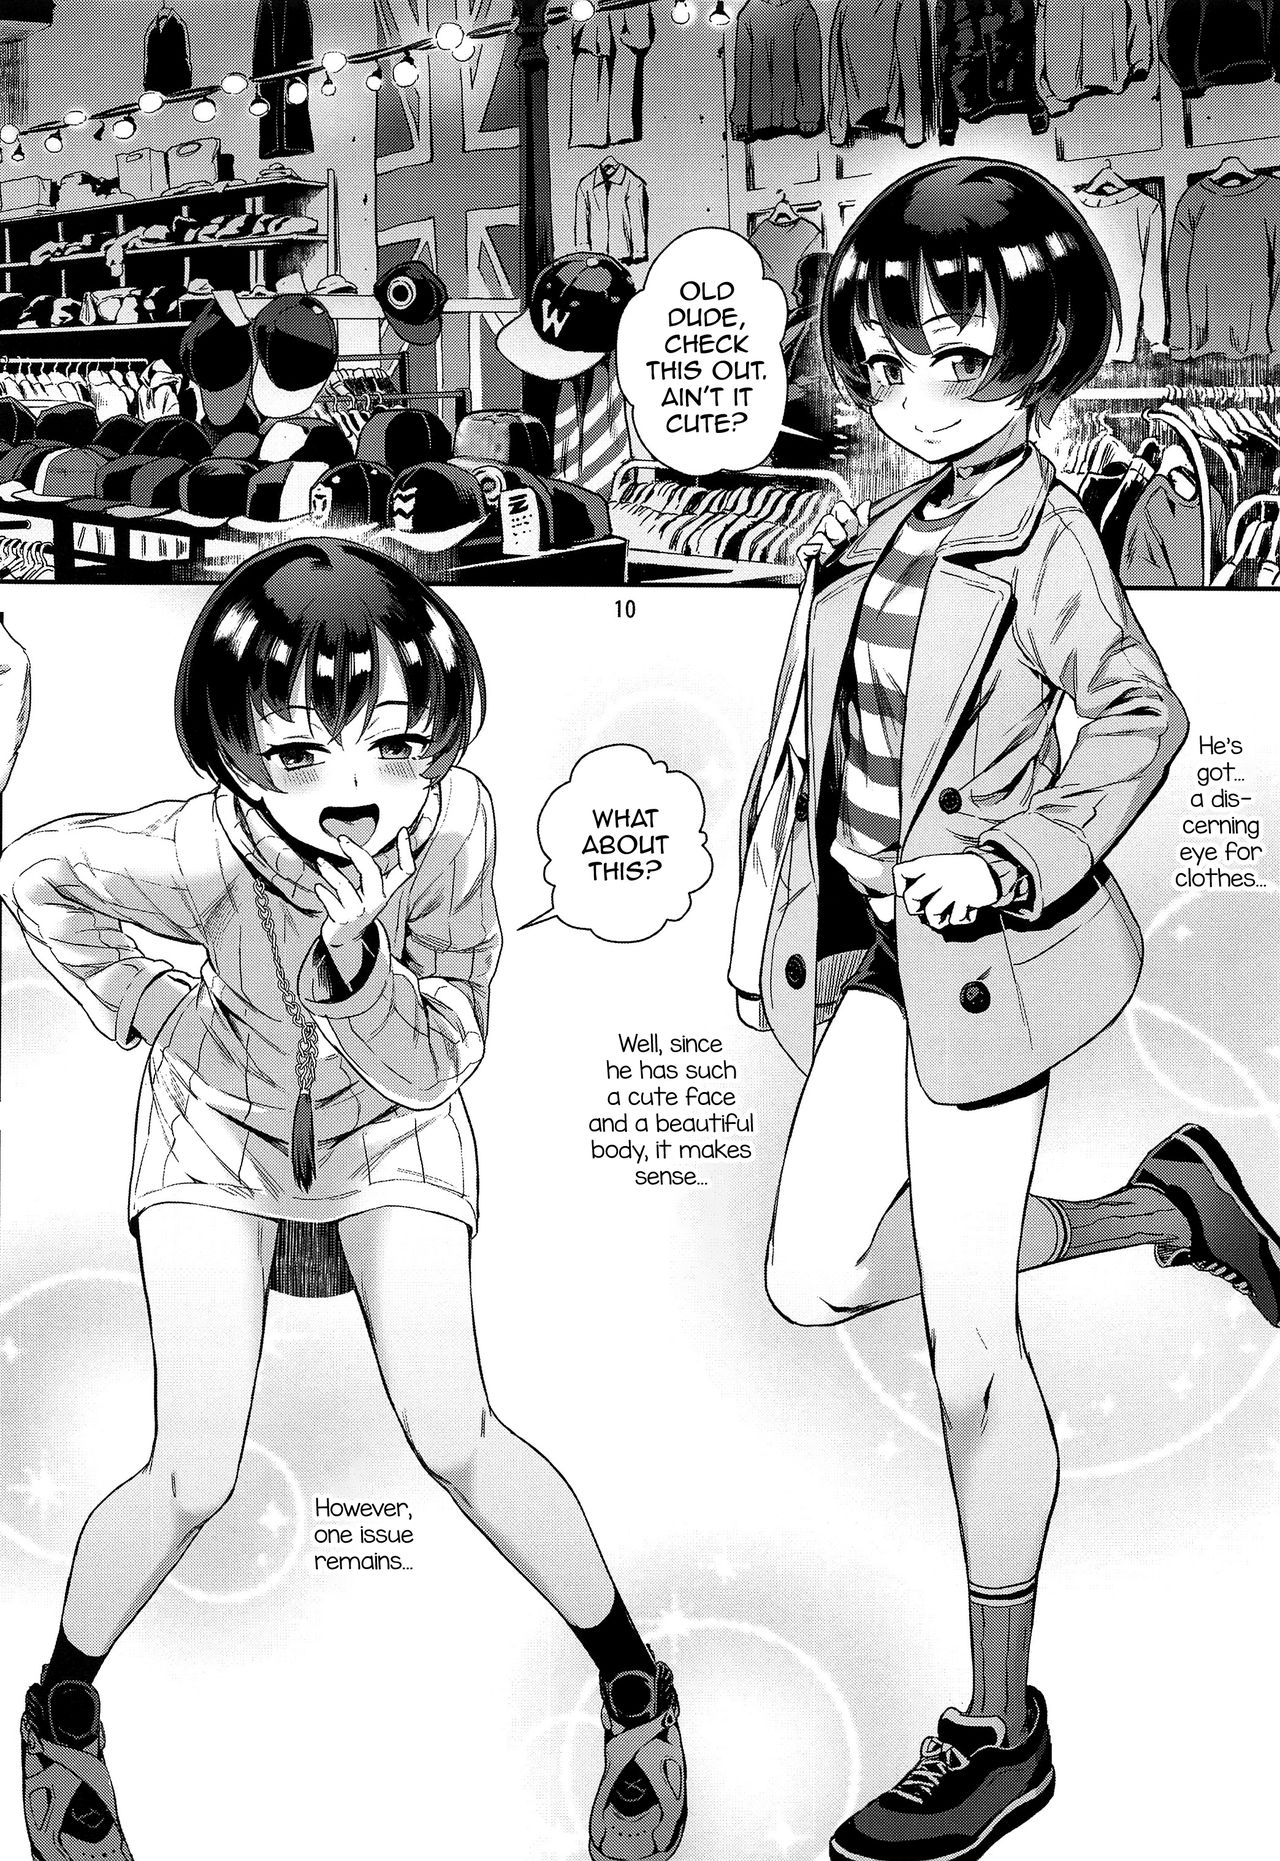 OLD
DUDE,
CHECK
THIS OUT.
AIN'T IT
CUTE?
W
N
10
He's
got...
a dis-
cerning
eye for
clothes...
WHAT
ABOUT
THIS?
Well, since
he has such
a cute face
and a beautiful
body, it makes
sense...
However,
one issue
remains...